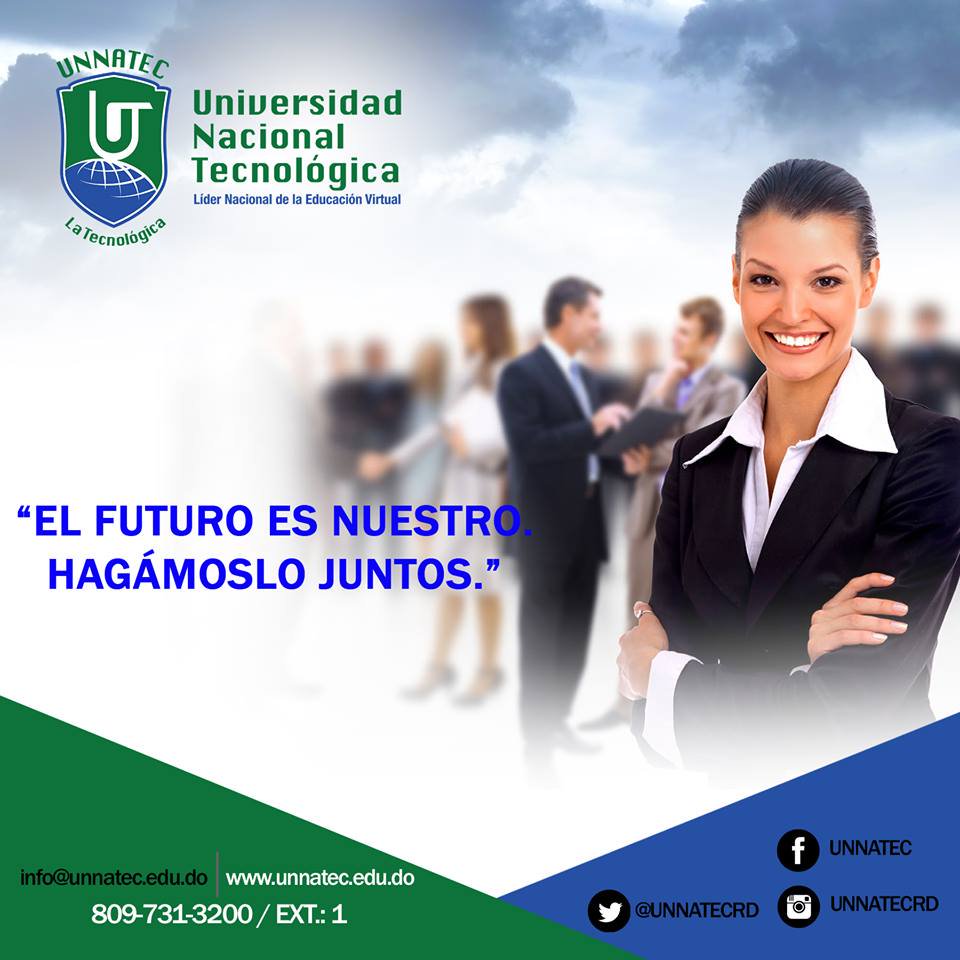 UNNATEC
Universidad
Nacional
Tecnológica
Líder Nacional de la Educación Virtual
UT
La Tecnológica
“EL FUTURO ES NUESTRO.
HAGÁMOSLO JUNTOS.”
info@unnatec.edu.do | www.unnatec.edu.do
809-731-3200 / EXT.: 1
UNNATEC
@UNNATECRD
UNNATECRD